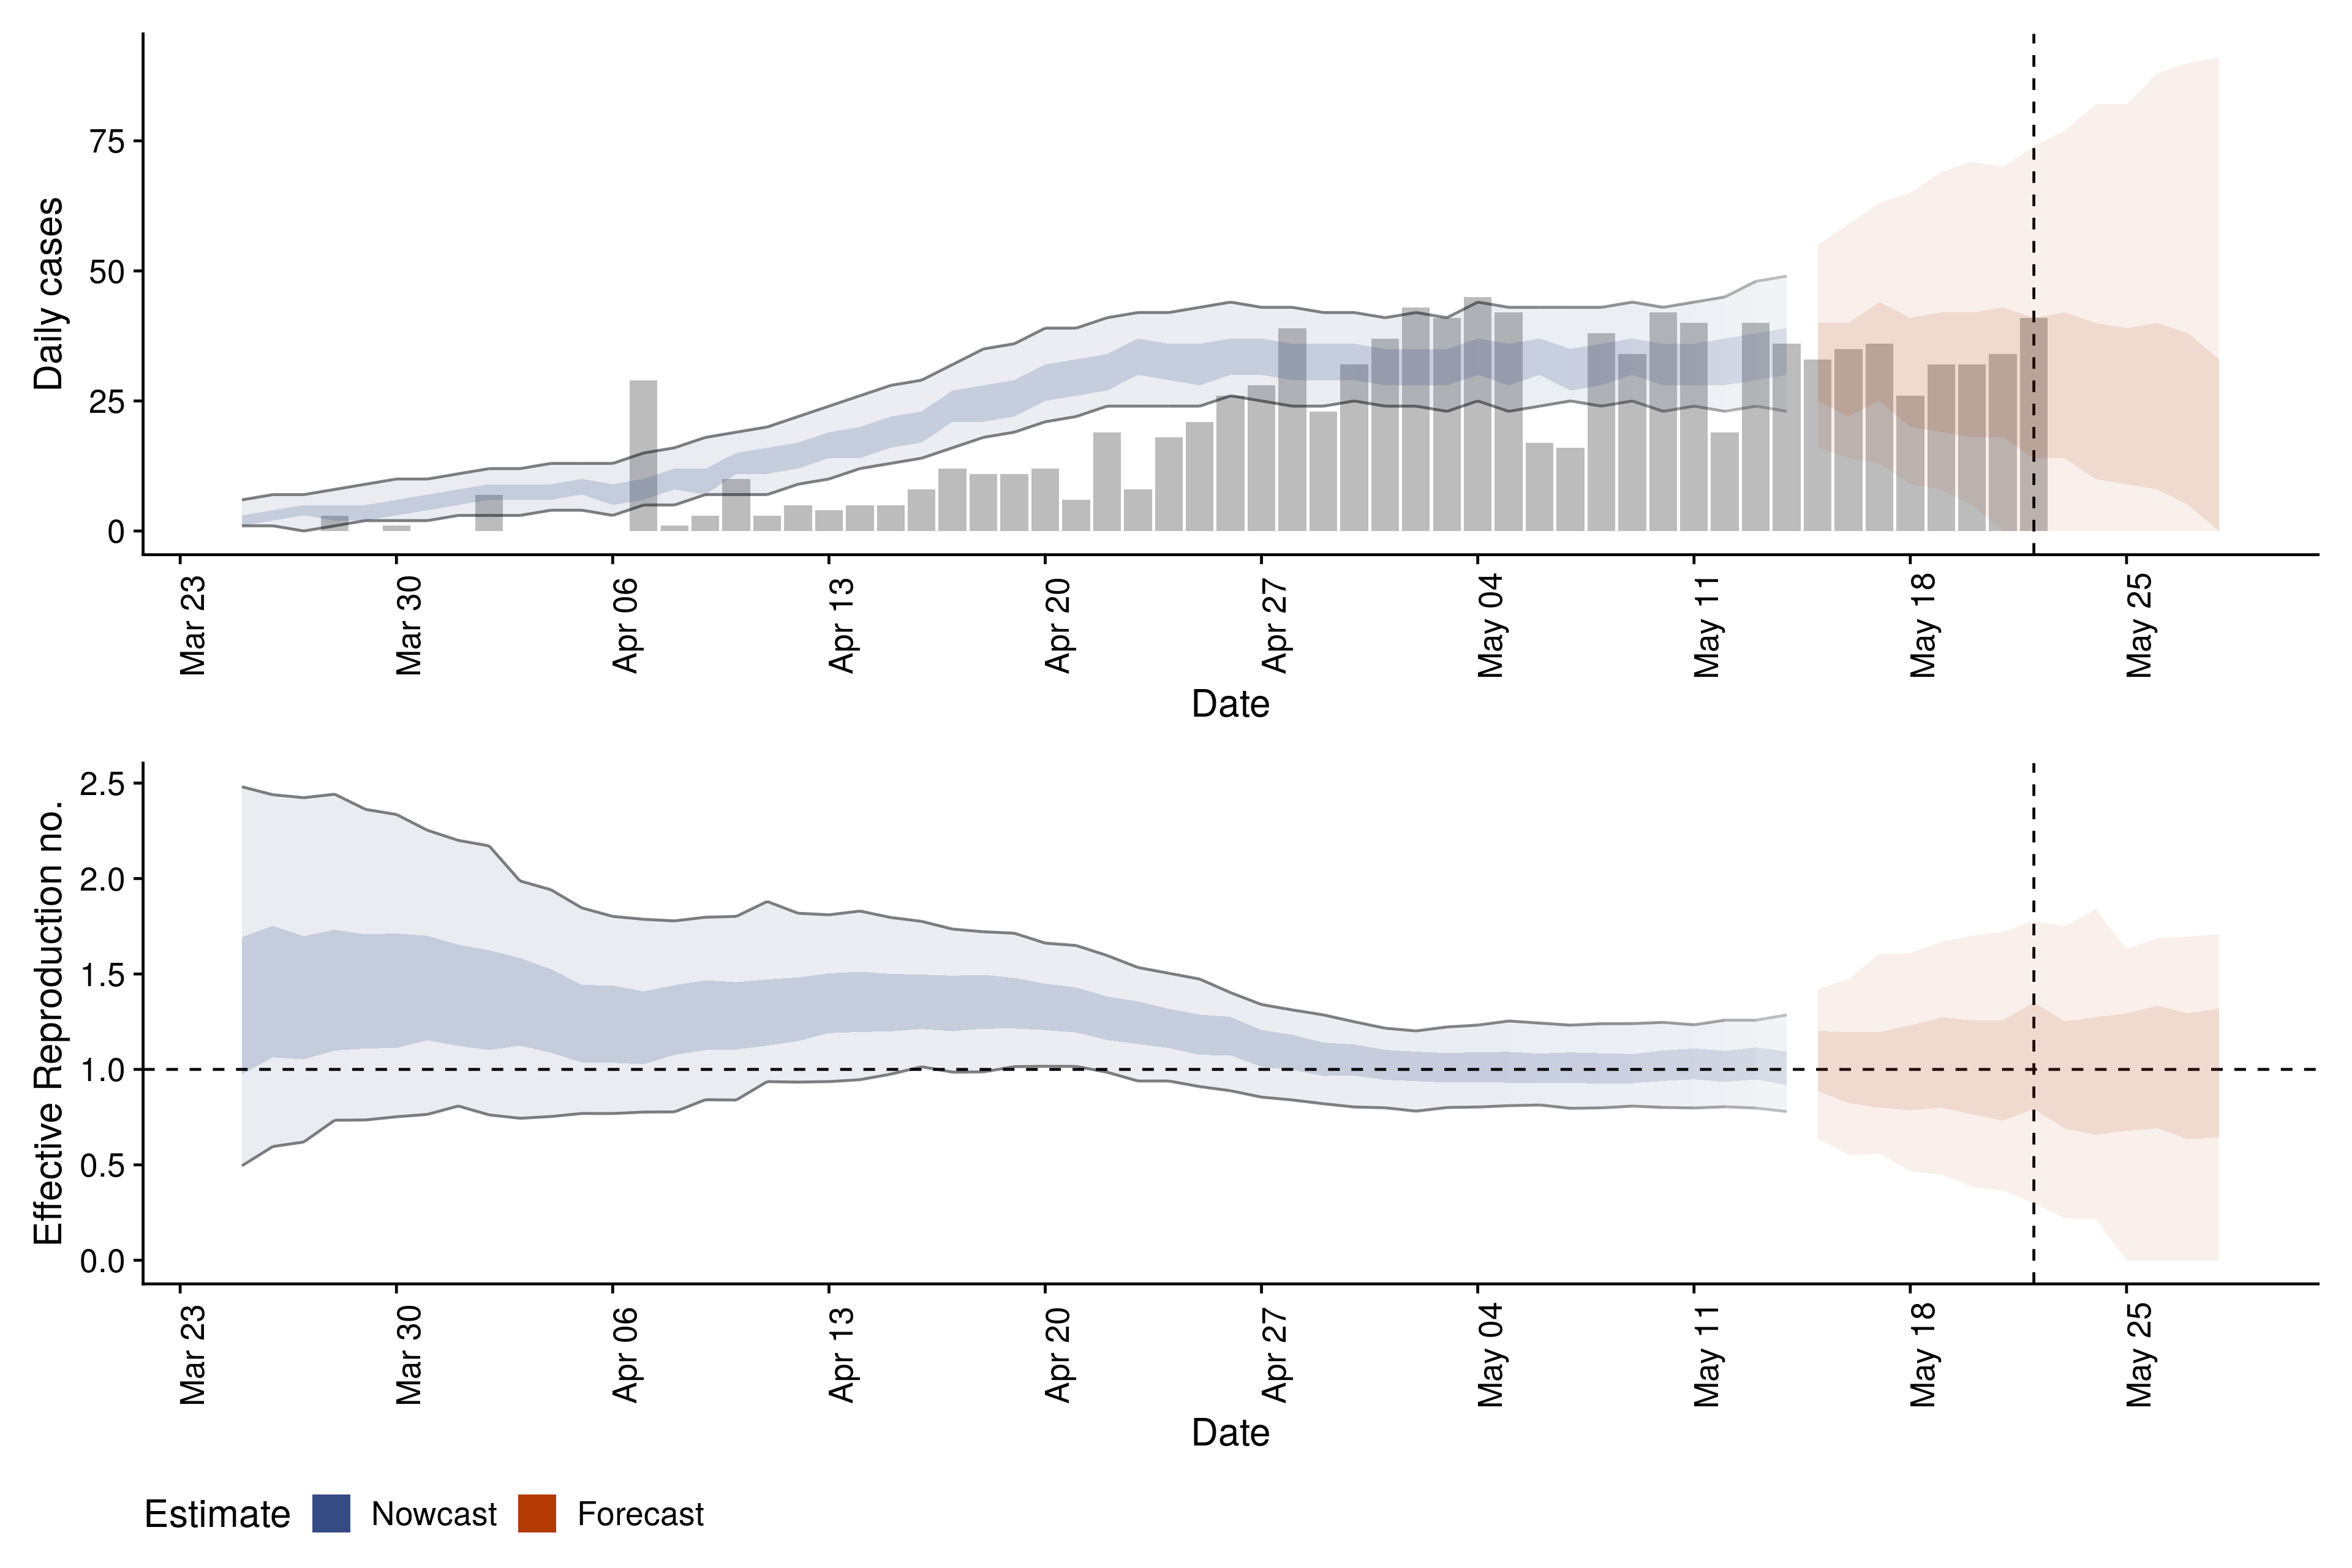 Daily cases
75
50
25
0
Mar 23
Mar 30
Apr 06
Apr 13
Apr 20
Apr 27
May 04
May 11
May 18
May 25
Date
Effective Reproduction no.
2.5
2.0
1.5
1.0
0.5
0.0
Mar 23
Mar 30
Apr 06
Apr 13
Apr 20
Apr 27
May 04
May 11
May 18
May 25
Date
Estimate Nowcast Forecast